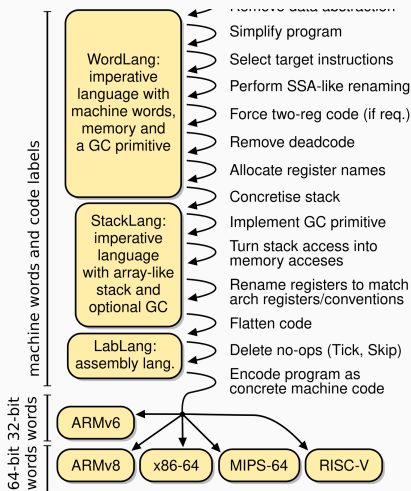 Remove data abstraction
WordLang:
imperative
language with
machine words,
memory and
a GC primitive
Simplify program
Select target instructions
Perform SSA-like renaming
Force two-reg code (if req.)
Remove deadcode
Allocate register names
Concretise stack
StackLang:
imperative
language
with array-like
stack and
optional GC
Implement GC primitive
Turn stack access into
memory acceses
Rename registers to match
arch registers/conventions
Flatten code
LabLang:
assembly lang.
Delete no-ops (Tick, Skip)
Encode program as
concrete machine code
machine words and code labels
32-bit
words
ARMv6
64-bit
words
ARMv8
x86-64
MIPS-64
RISC-V